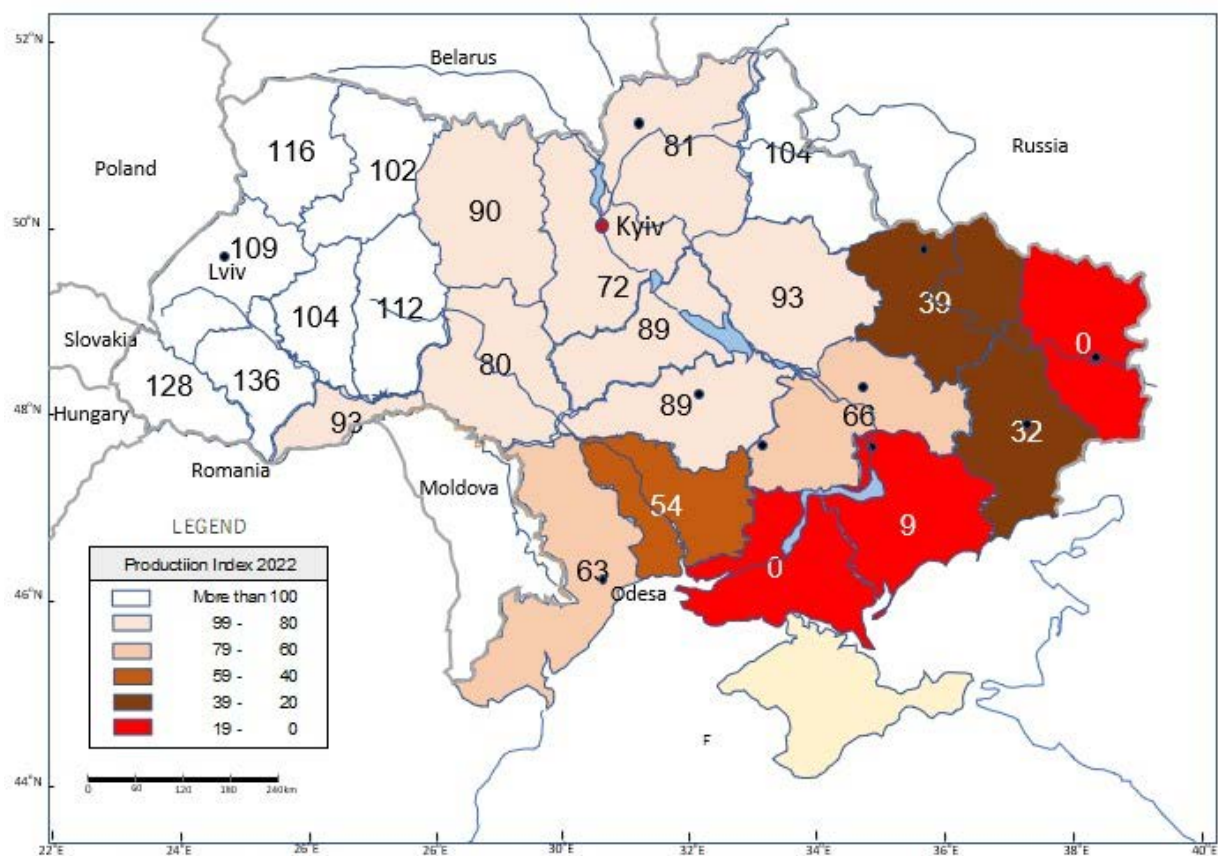 52°N
Belarus
Russia
Poland
116
102
81
104
50°N
90
Kyiv
109
Lviv
112
104
72
93
39
0
Slovakia
89
80
128
136
Hungary
48°N
93
89
66
32
Romania
Moldova
LEGEND
54
9
Productiion Index 2022
63
0
46°N
Odesa
More than 100
99 - 80
79 - 60
59 - 40
39 - 20
19 - 0
F
44°N
0 60 120 180 240km
22°E 24°E 26°E 26°E 30°E 32°E 34°E 36°E 38°E 40°E